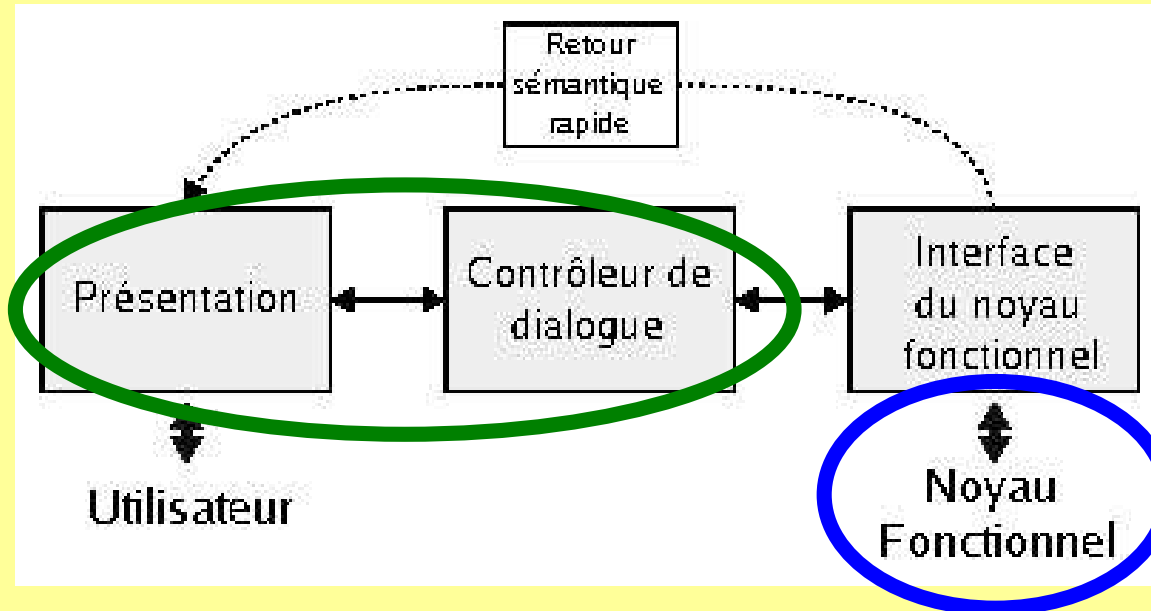 Retour
sémantique
rapide
Présentation
Contrôleur de
dialogue
Interface
du noyau
fonctionnel
Utilisateur
Noyau
Fonctionnel